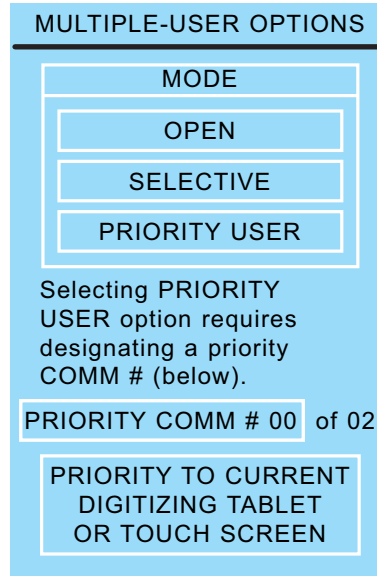 MULTIPLE-USER OPTIONS
MODE
OPEN
SELECTIVE
PRIORITY USER
Selecting PRIORITY
USER option requires
designating a priority
COMM # (below).
PRIORITY COMM # 00 of 02
PRIORITY TO CURRENT
DIGITIZING TABLET
OR TOUCH SCREEN